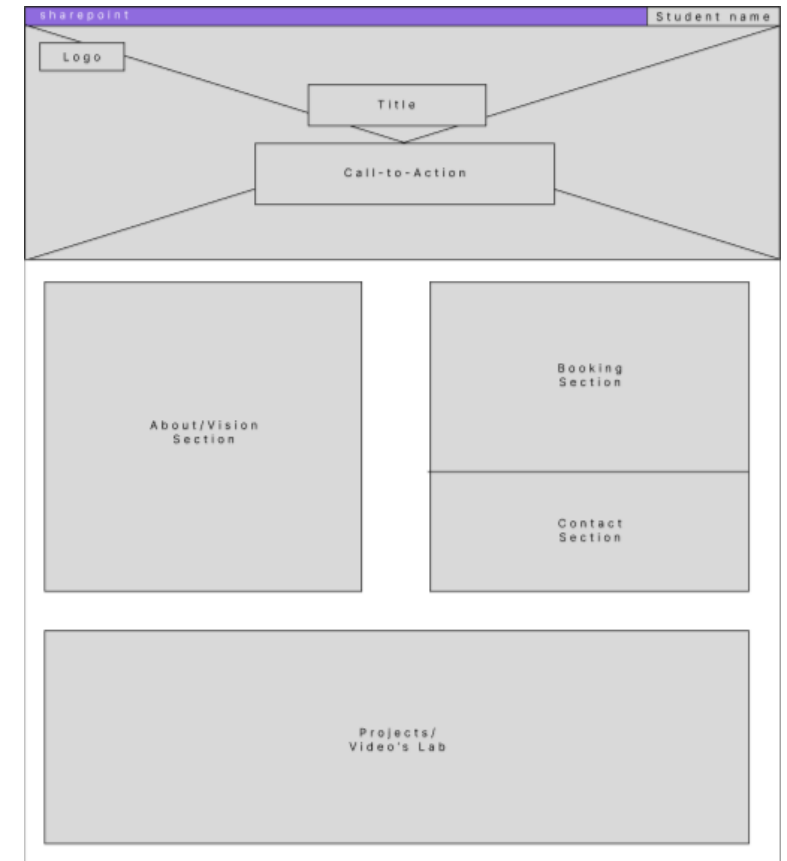 sharepoint
Student name
Logo
Title
Call-to-Action
About/Vision
Section
Booking
Section
Contact
Section
Projects/
Video's Lab